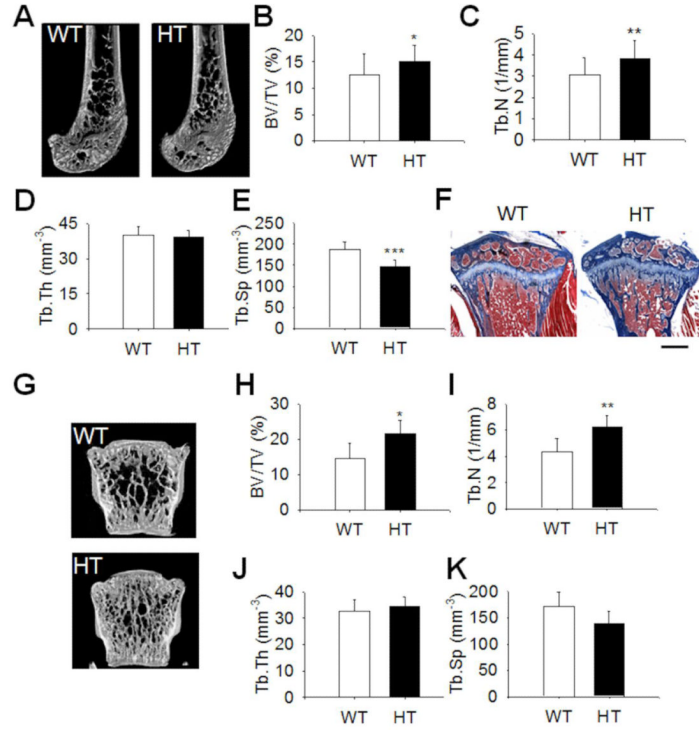 A
WT
HT
B
BV/TV (%)
20
15
10
5
0
*
WT
HT
C
Tb.N (1/mm)
5
4
3
2
1
0
**
WT
HT
D
Tb.Th (mm-3)
45
30
15
0
WT
HT
E
Tb.Sp (mm-3)
250
200
150
100
50
0
***
WT
HT
F
WT
HT
G
WT
HT
H
BV/TV (%)
30
20
10
0
*
WT
HT
I
Tb.N (1/mm)
8
6
4
2
0
**
WT
HT
J
Tb.Th (mm-3)
40
30
20
10
0
WT
HT
K
Tb.Sp (mm-3)
200
150
100
50
0
WT
HT